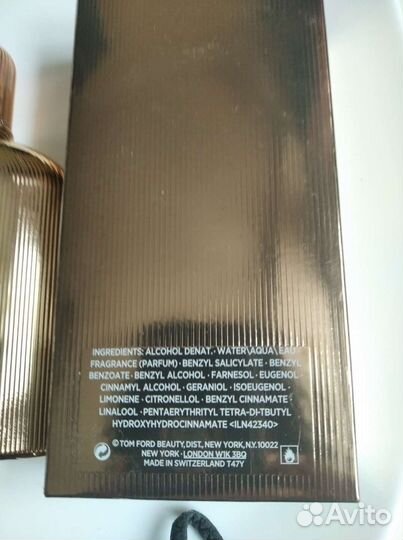 INGREDIENTS: ALCOHOL DENAT. · WATER\AQUA\EAU ·
FRAGRANCE (PARFUM) · BENZYL SALICYLATE · BENZYL
BENZOATE · BENZYL ALCOHOL · FARNESOL · EUGENOL ·
CINNAMYL ALCOHOL · GERANIOL · ISOEUGENOL ·
LIMONENE · CITRONELLOL · BENZYL CINNAMATE ·
LINALOOL · PENTAERYTHRITYL TETRA-DI-T-BUTYL
HYDROXYHYDROCINNAMATE <ILN42340>
© TOM FORD BEAUTY, DIST., NEW YORK, N.Y. 10022
NEW YORK · LONDON W1K 3BQ
MADE IN SWITZERLAND T47Y
Avito